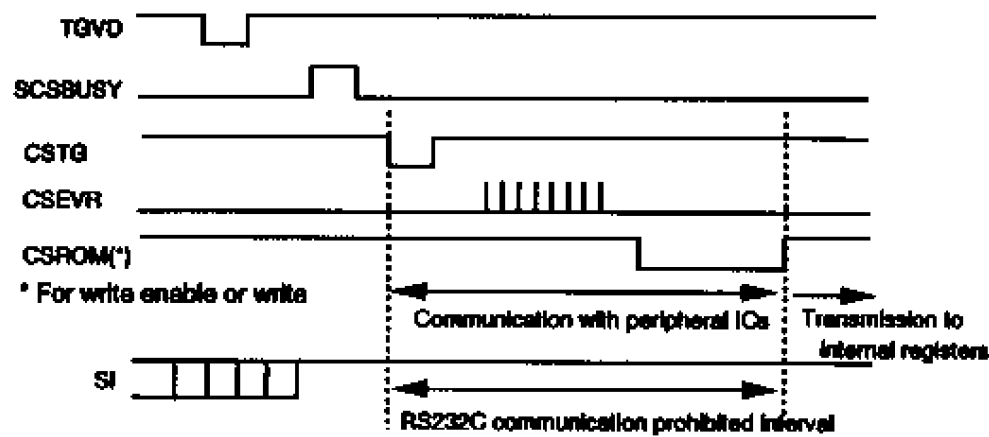 TGVD
SCSBUSY
CSTG
CSEVR
CSROM(*)
* For write enable or write
Communication with peripheral ICs
Transmission to
internal registers
SI
RS232C communication prohibited interval